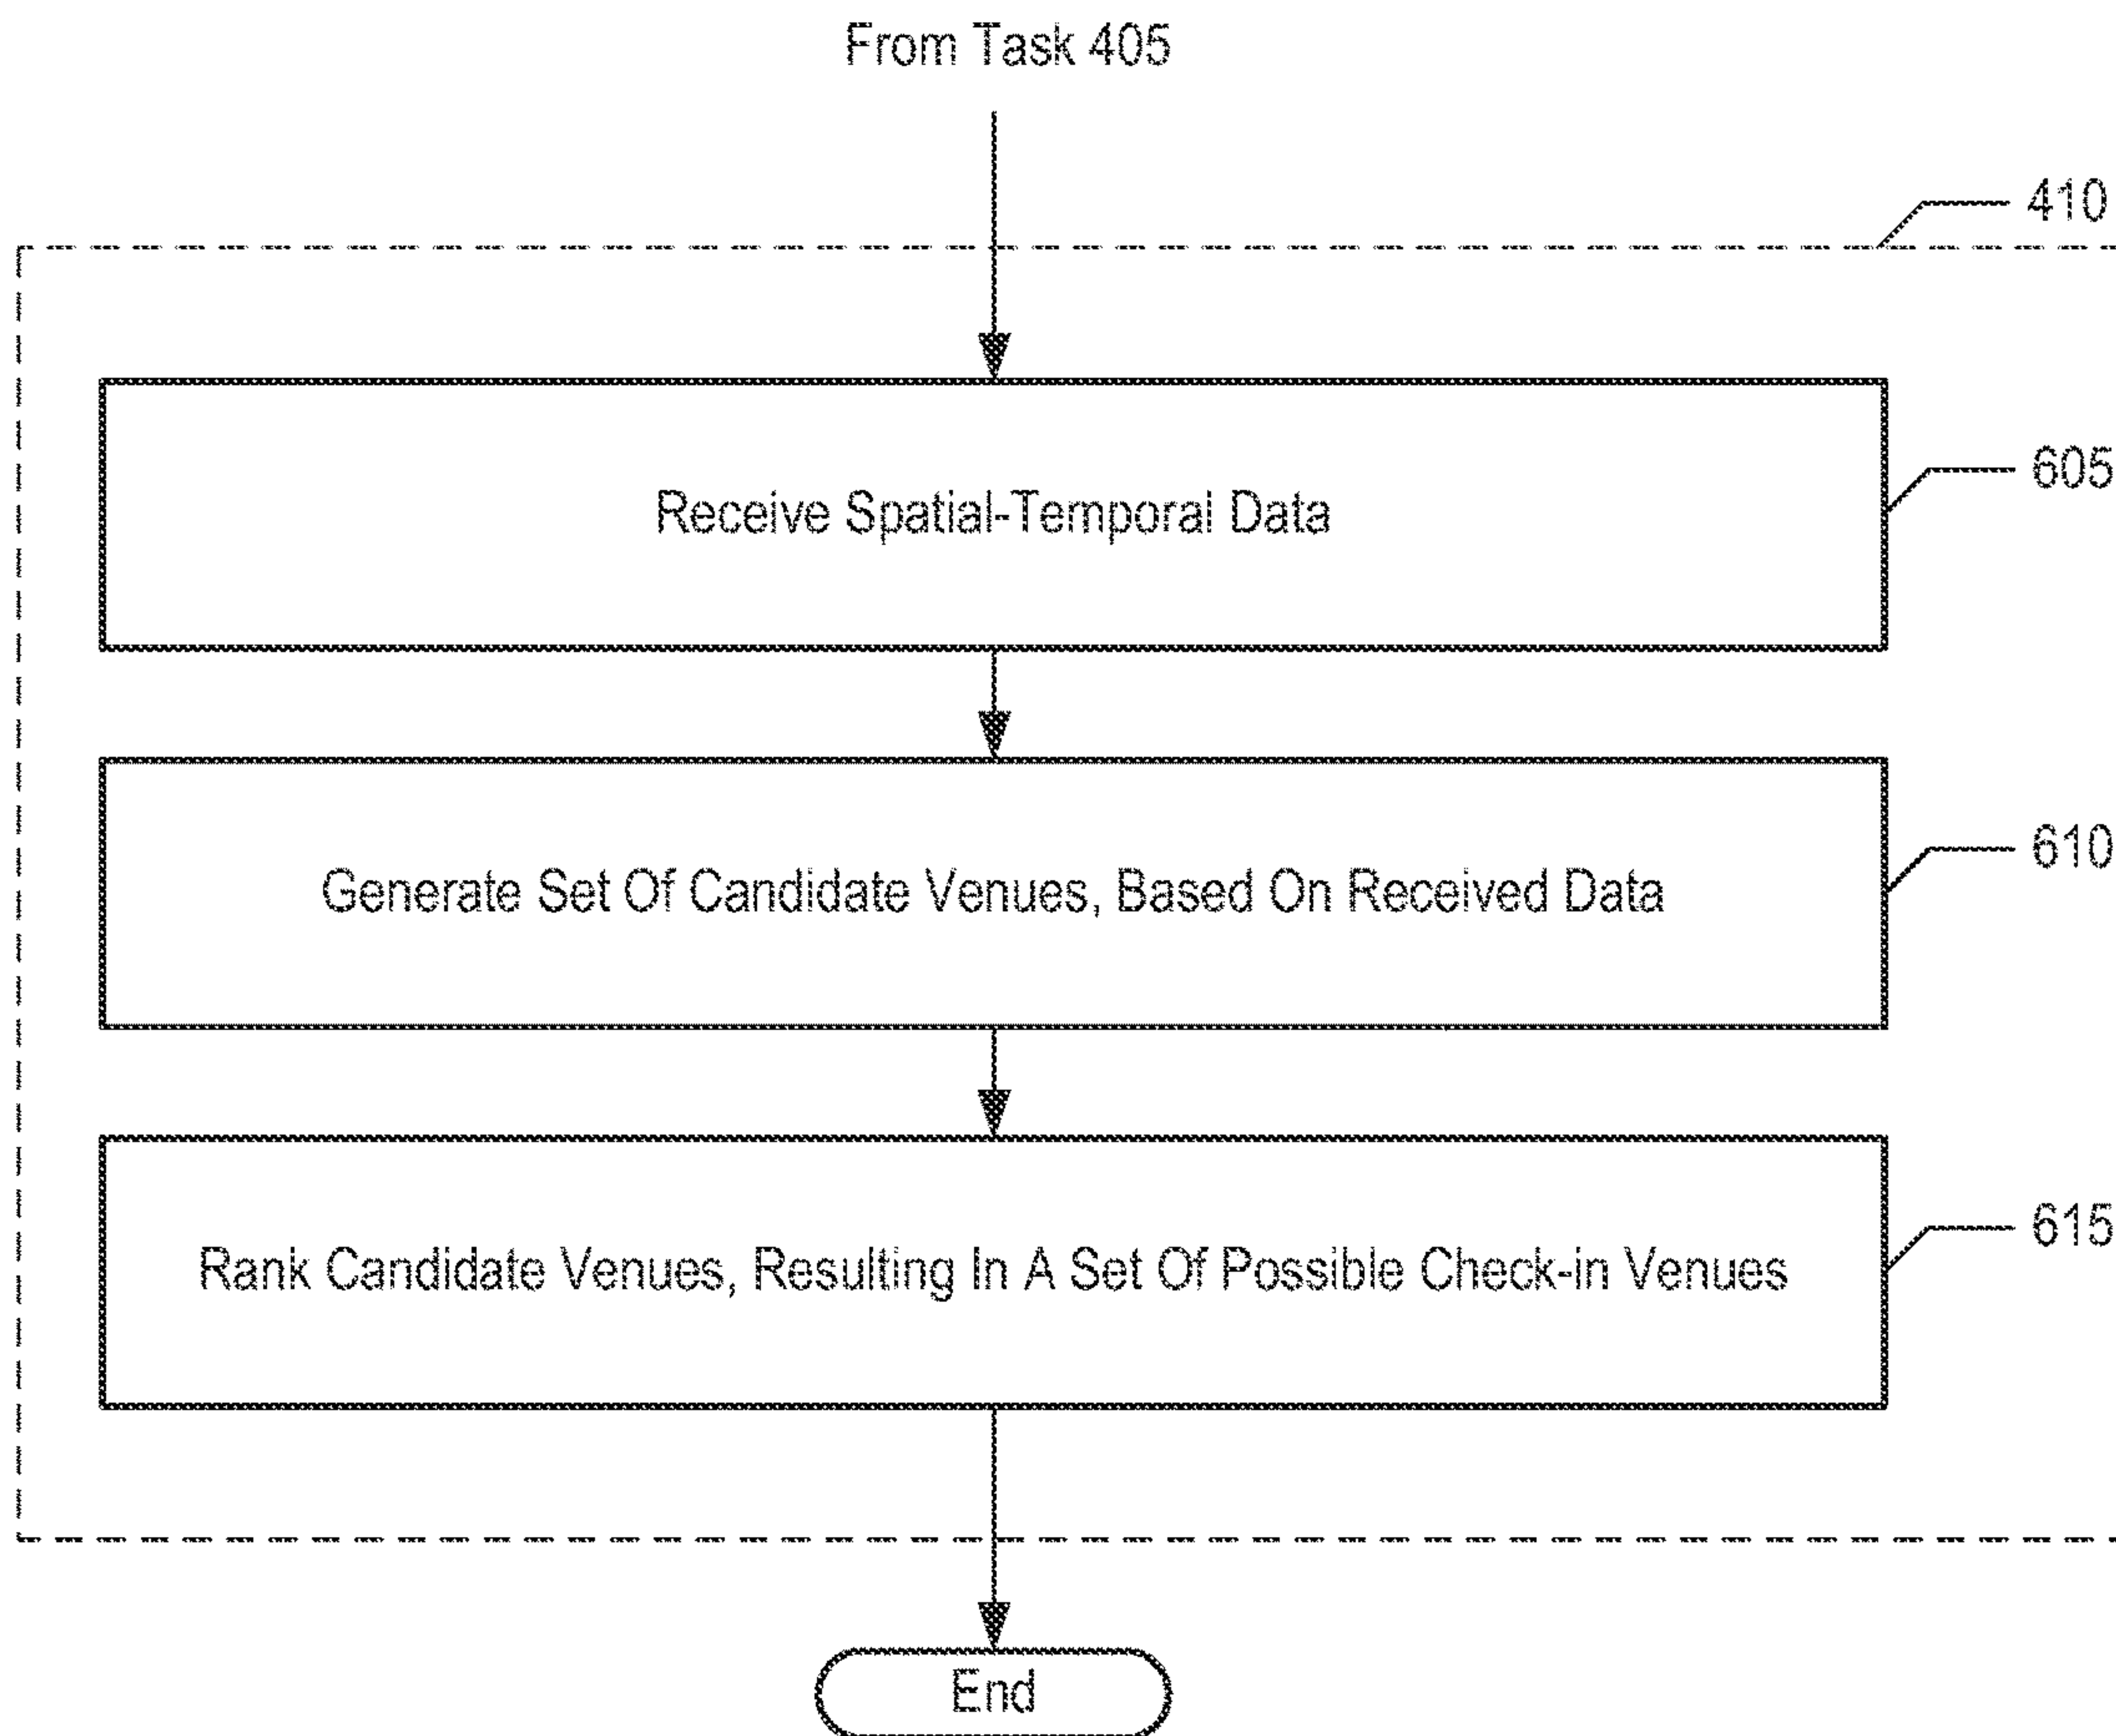 From Task 405
410
Receive Spatial-Temporal Data
605
Generate Set Of Candidate Venues, Based On Received Data
610
Rank Candidate Venues, Resulting In A Set Of Possible Check-in Venues
615
End